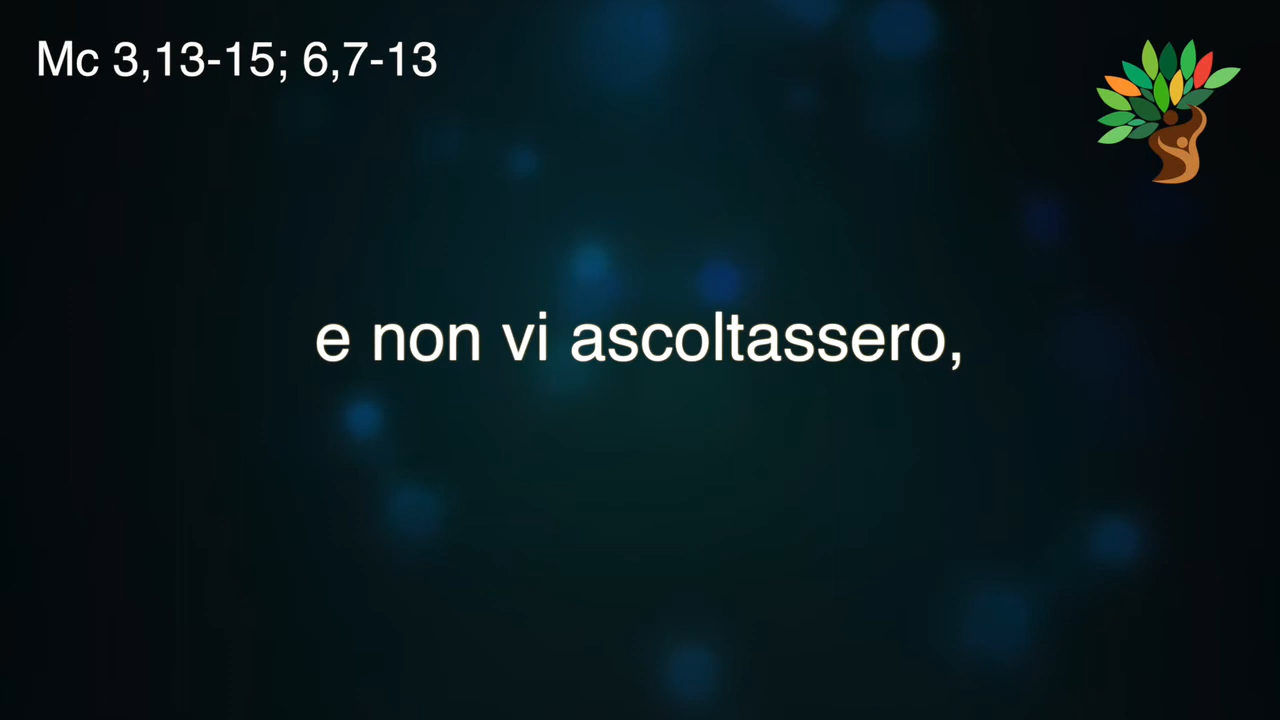 Mc 3,13-15; 6,7-13
e non vi ascoltassero,